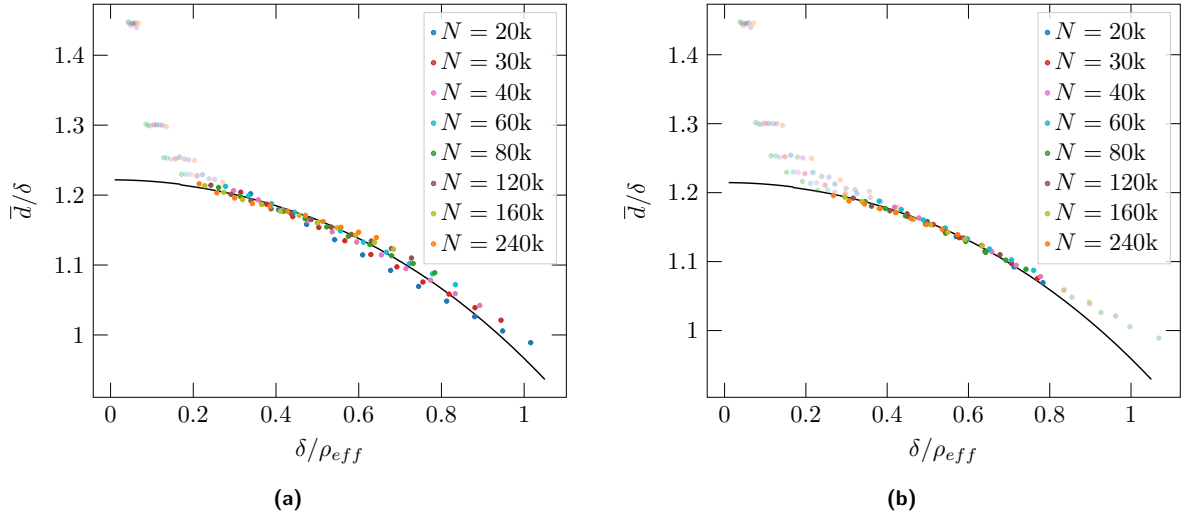 1.4
1.3
1.2
1.1
1
d̅/δ
N = 20k
N = 30k
N = 40k
N = 60k
N = 80k
N = 120k
N = 160k
N = 240k
0 0.2 0.4 0.6 0.8 1
δ/ρ_eff
(a)
1.4
1.3
1.2
1.1
1
d̅/δ
N = 20k
N = 30k
N = 40k
N = 60k
N = 80k
N = 120k
N = 160k
N = 240k
0 0.2 0.4 0.6 0.8 1
δ/ρ_eff
(b)